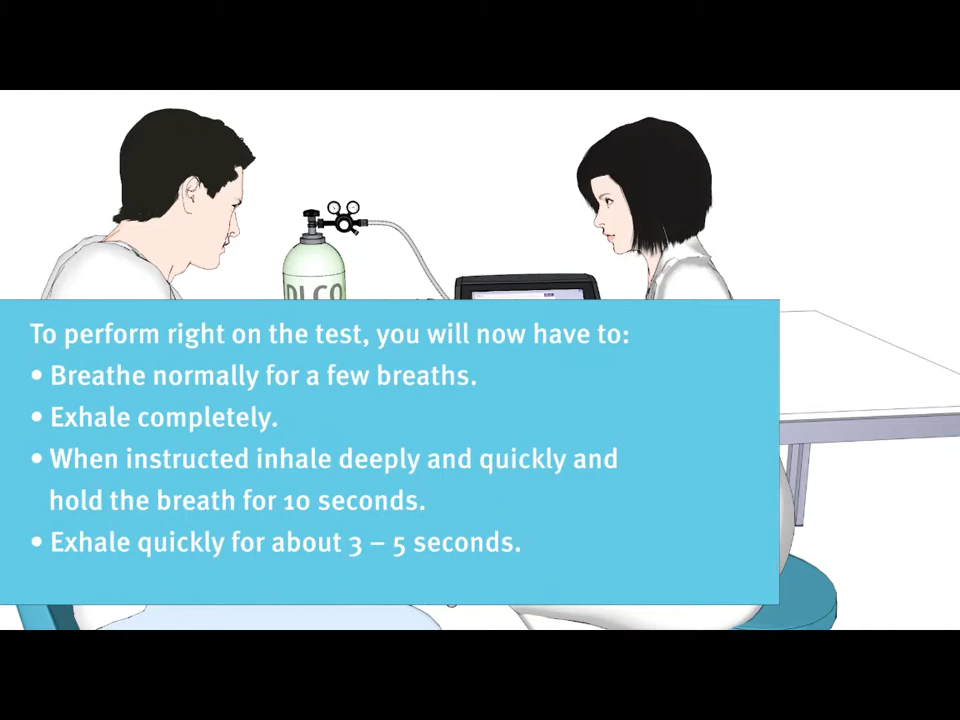 DLCO
To perform right on the test, you will now have to:
• Breathe normally for a few breaths.
• Exhale completely.
• When instructed inhale deeply and quickly and
hold the breath for 10 seconds.
• Exhale quickly for about 3 – 5 seconds.